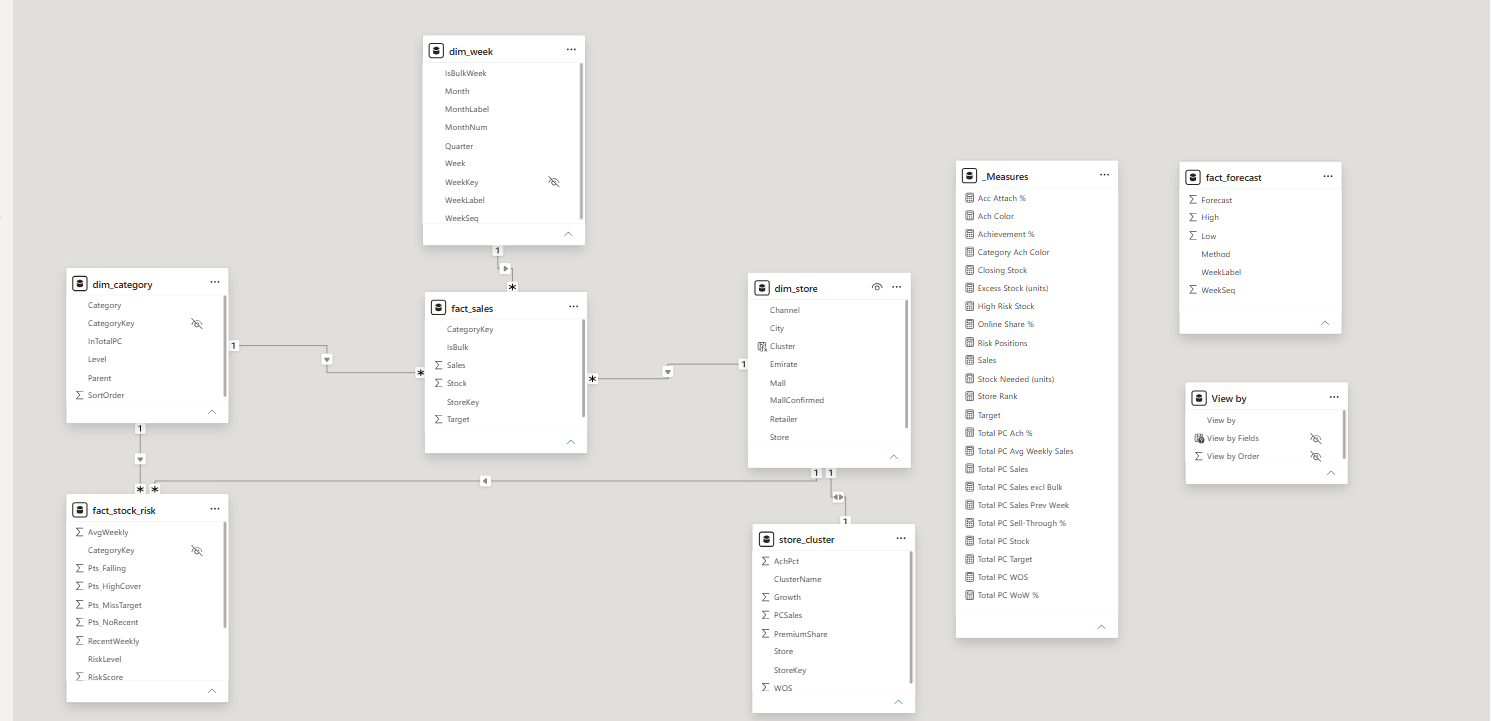 dim_week
IsBulkWeek
Month
MonthLabel
MonthNum
Quarter
Week
WeekKey
WeekLabel
WeekSeq
1
*
dim_category
Category
CategoryKey
InTotalPC
Level
Parent
SortOrder
1
1
fact_sales
CategoryKey
IsBulk
Sales
Stock
StoreKey
Target
*
*
dim_store
Channel
City
Cluster
Emirate
Mall
MallConfirmed
Retailer
Store
1
1 1
1
fact_stock_risk
AvgWeekly
CategoryKey
Pts_Falling
Pts_HighCover
Pts_MissTarget
Pts_NoRecent
RecentWeekly
RiskLevel
RiskScore
* *
store_cluster
AchPct
ClusterName
Growth
PCSales
PremiumShare
Store
StoreKey
WOS
_Measures
Acc Attach %
Ach Color
Achievement %
Category Ach Color
Closing Stock
Excess Stock (units)
High Risk Stock
Online Share %
Risk Positions
Sales
Stock Needed (units)
Store Rank
Target
Total PC Ach %
Total PC Avg Weekly Sales
Total PC Sales
Total PC Sales excl Bulk
Total PC Sales Prev Week
Total PC Sell-Through %
Total PC Stock
Total PC Target
Total PC WOS
Total PC WoW %
fact_forecast
Forecast
High
Low
Method
WeekLabel
WeekSeq
View by
View by
View by Fields
View by Order